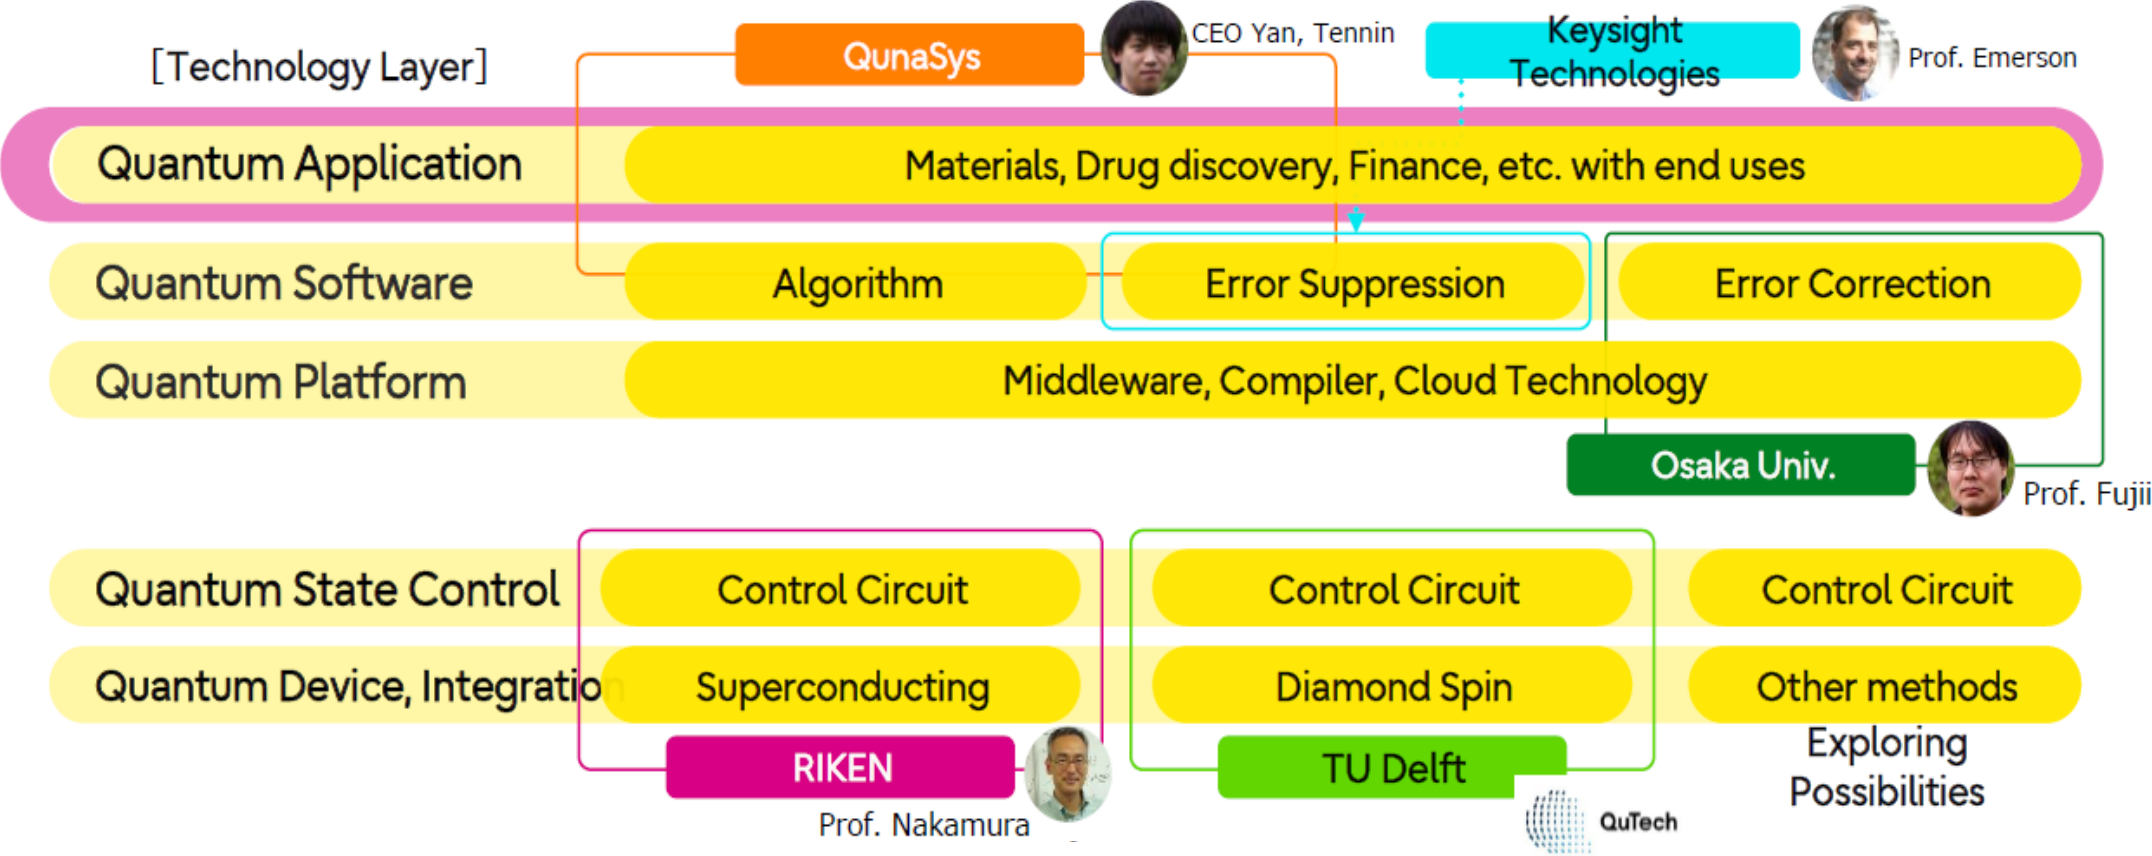 [Technology Layer]
QunaSys
CEO Yan, Tennin
Keysight
Technologies
Prof. Emerson
Quantum Application
Materials, Drug discovery, Finance, etc. with end uses
Quantum Software
Algorithm
Error Suppression
Error Correction
Quantum Platform
Middleware, Compiler, Cloud Technology
Osaka Univ.
Prof. Fujii
Quantum State Control
Control Circuit
Control Circuit
Control Circuit
Quantum Device, Integration
Superconducting
Diamond Spin
Other methods
Exploring
Possibilities
RIKEN
Prof. Nakamura
TU Delft
QuTech